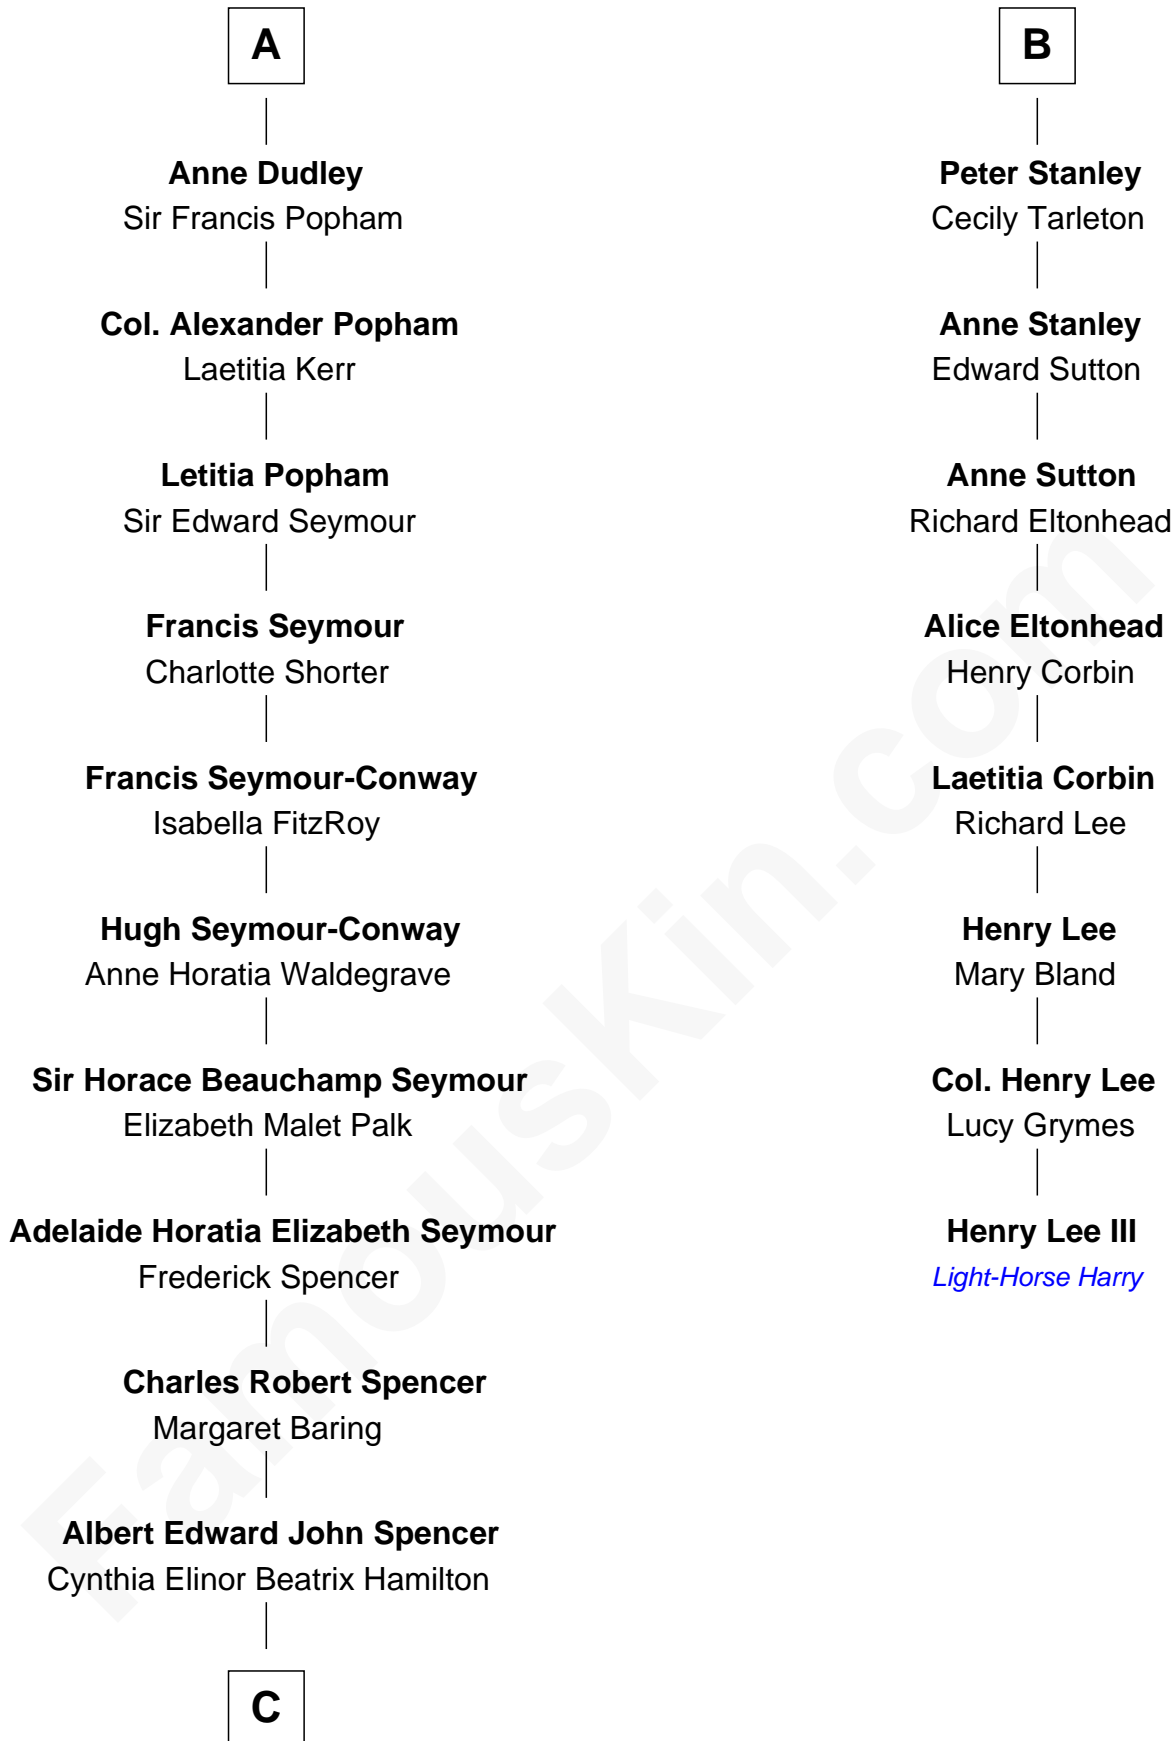 A
Anne Dudley
Sir Francis Popham
Col. Alexander Popham
Laetitia Kerr
Letitia Popham
Sir Edward Seymour
Francis Seymour
Charlotte Shorter
Francis Seymour-Conway
Isabella FitzRoy
Hugh Seymour-Conway
Anne Horatia Waldegrave
Sir Horace Beauchamp Seymour
Elizabeth Malet Palk
Adelaide Horatia Elizabeth Seymour
Frederick Spencer
Charles Robert Spencer
Margaret Baring
Albert Edward John Spencer
Cynthia Elinor Beatrix Hamilton
C
B
Peter Stanley
Cecily Tarleton
Anne Stanley
Edward Sutton
Anne Sutton
Richard Eltonhead
Alice Eltonhead
Henry Corbin
Laetitia Corbin
Richard Lee
Henry Lee
Mary Bland
Col. Henry Lee
Lucy Grymes
Henry Lee III
Light-Horse Harry
FamousKin.com